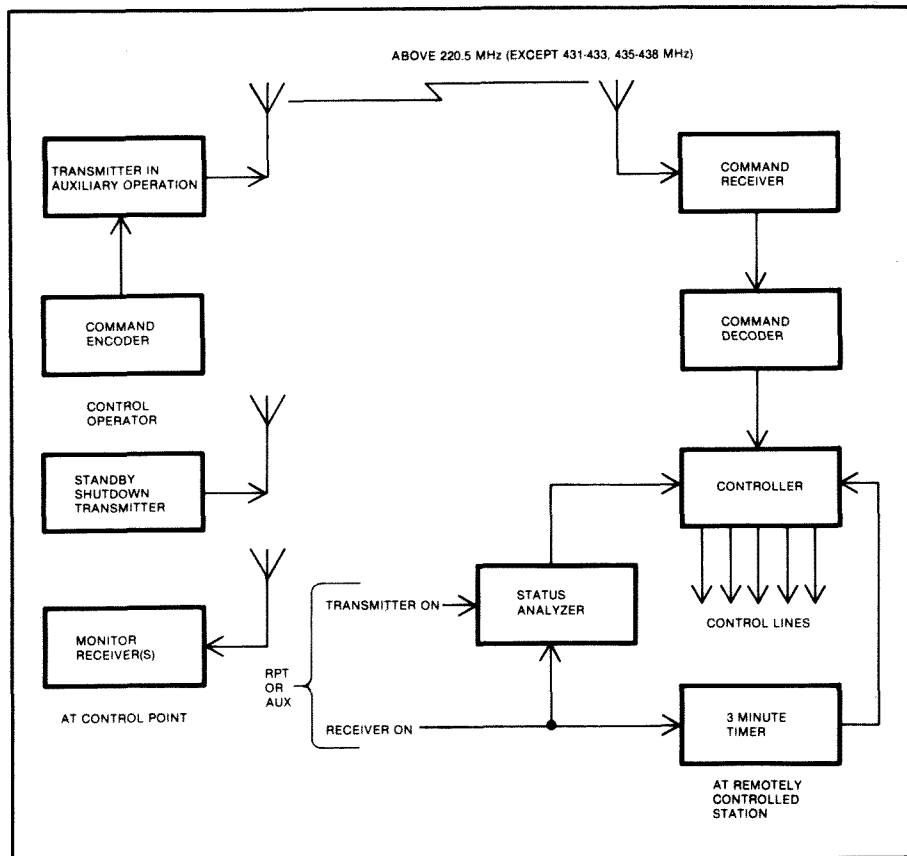 ABOVE 220.5 MHz (EXCEPT 431-433, 435-438 MHz)
TRANSMITTER IN
AUXILIARY OPERATION
COMMAND
RECEIVER
COMMAND
ENCODER
COMMAND
DECODER
CONTROL
OPERATOR
STANDBY
SHUTDOWN
TRANSMITTER
CONTROLLER
TRANSMITTER ON
STATUS
ANALYZER
CONTROL LINES
MONITOR
RECEIVER(S)
RPT
OR
AUX
AT CONTROL POINT
RECEIVER ON
3 MINUTE
TIMER
AT REMOTELY
CONTROLLED
STATION